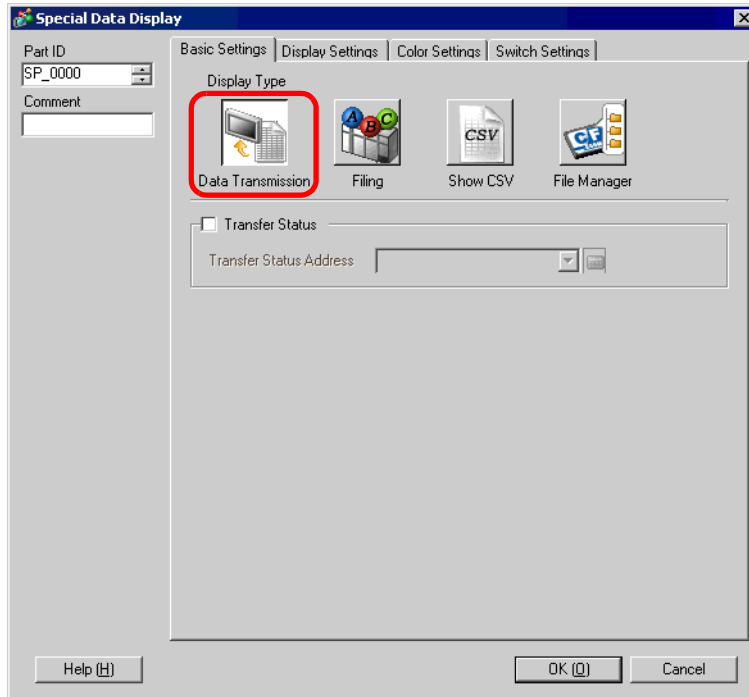 Special Data Display
Part ID
SP_0000
Comment
Basic Settings Display Settings Color Settings Switch Settings
Display Type
A B C CSV CF
Data Transmission Filing Show CSV File Manager
Transfer Status
Transfer Status Address
Help (H) OK (O) Cancel